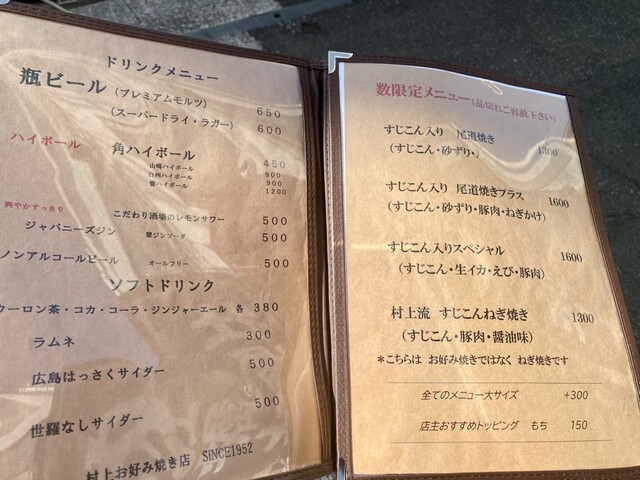 ドリンクメニュー
瓶ビール (プレミアムモルツ) 650
(スーパードライ・ラガー) 600
ハイボール 角ハイボール 450
山崎ハイボール 900
白州ハイボール 900
響ハイボール 1200
爽やかすっきり こだわり酒場のレモンサワー 500
ジャパニーズジン 翠ジンソーダ 500
ノンアルコールビール オールフリー 500
ソフトドリンク
ウーロン茶・コカ・コーラ・ジンジャーエール 各 380
ラムネ 300
広島はっさくサイダー 500
世羅なしサイダー 500
村上お好み焼き店 SiNCE1952
数限定メニュー(品切れご容赦下さい)
すじこん入り 尾道焼き 1300
(すじこん・砂ずり・)
すじこん入り 尾道焼きプラス 1600
(すじこん・砂ずり・豚肉・ねぎかけ)
すじこん入りスペシャル 1600
(すじこん・生イカ・えび・豚肉)
村上流 すじこんねぎ焼き 1300
(すじこん・豚肉・醤油味)
*こちらは お好み焼きではなく ねぎ焼きです
全てのメニュー大サイズ +300
店主おすすめトッピング もち 150